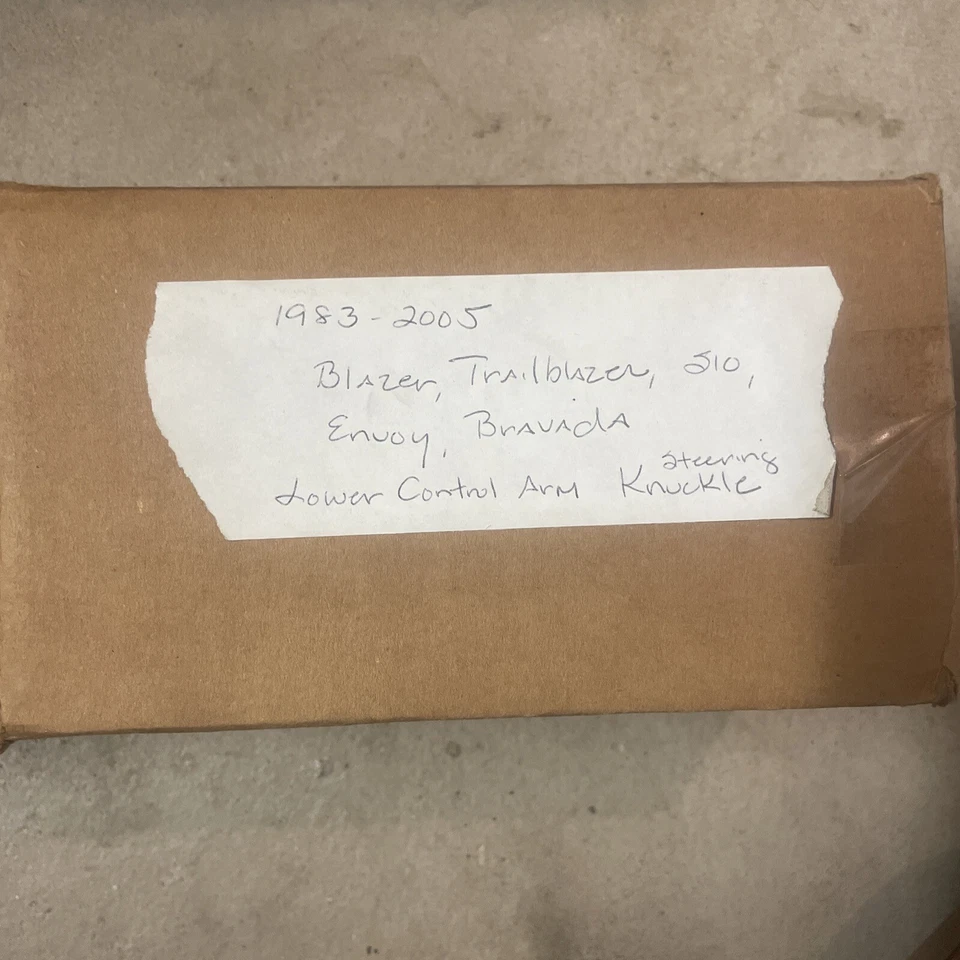 1983-2005
Blazer, Trailblazer, S10,
Envoy, Bravada
Steering
Lower Control Arm Knuckle